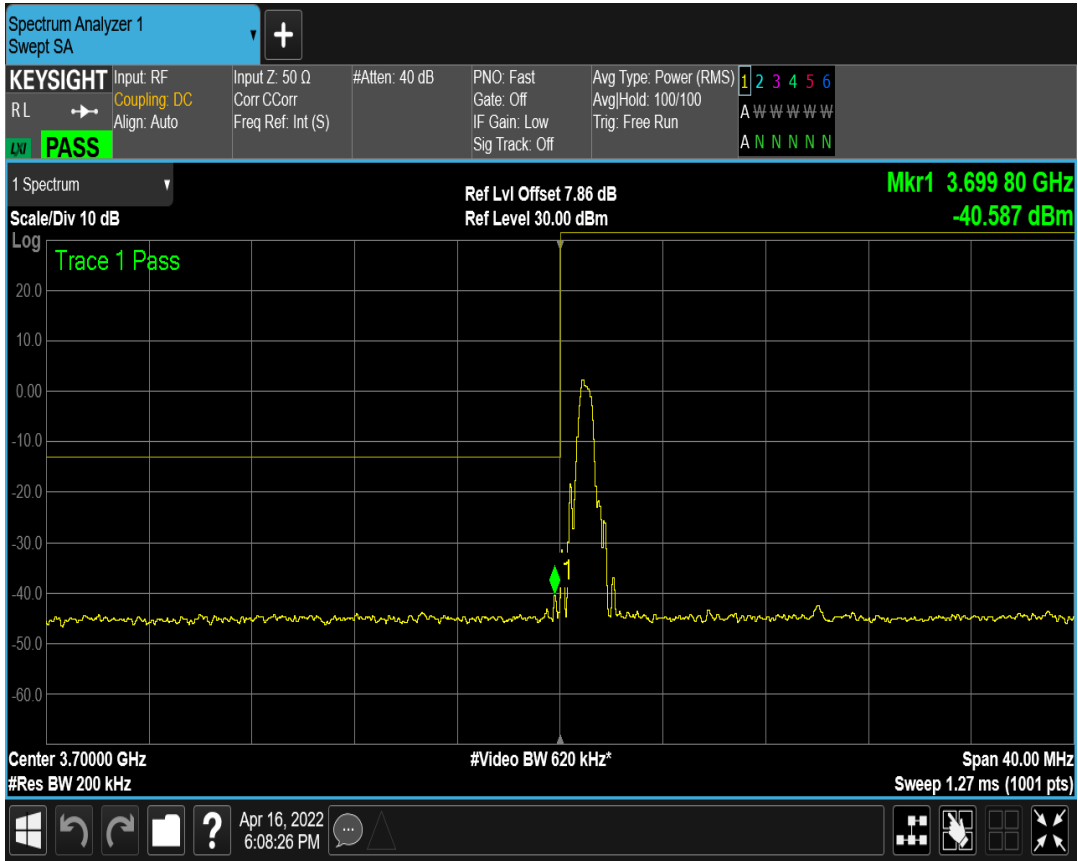 Spectrum Analyzer 1
Swept SA
▼
+
KEYSIGHT
RL
LXI PASS
Input: RF
Coupling: DC
Align: Auto
Input Z: 50 Ω
Corr CCorr
Freq Ref: Int (S)
#Atten: 40 dB
PNO: Fast
Gate: Off
IF Gain: Low
Sig Track: Off
Avg Type: Power (RMS)
Avg|Hold: 100/100
Trig: Free Run
1 2 3 4 5 6
A W W W W W
A N N N N N
1 Spectrum ▼
Scale/Div 10 dB
Ref Lvl Offset 7.86 dB
Ref Level 30.00 dBm
Mkr1 3.699 80 GHz
-40.587 dBm
Log
Trace 1 Pass
20.0
10.0
0.00
-10.0
-20.0
-30.0
-40.0
-50.0
-60.0
1
Center 3.70000 GHz
#Res BW 200 kHz
#Video BW 620 kHz*
Span 40.00 MHz
Sweep 1.27 ms (1001 pts)
?
Apr 16, 2022
6:08:26 PM